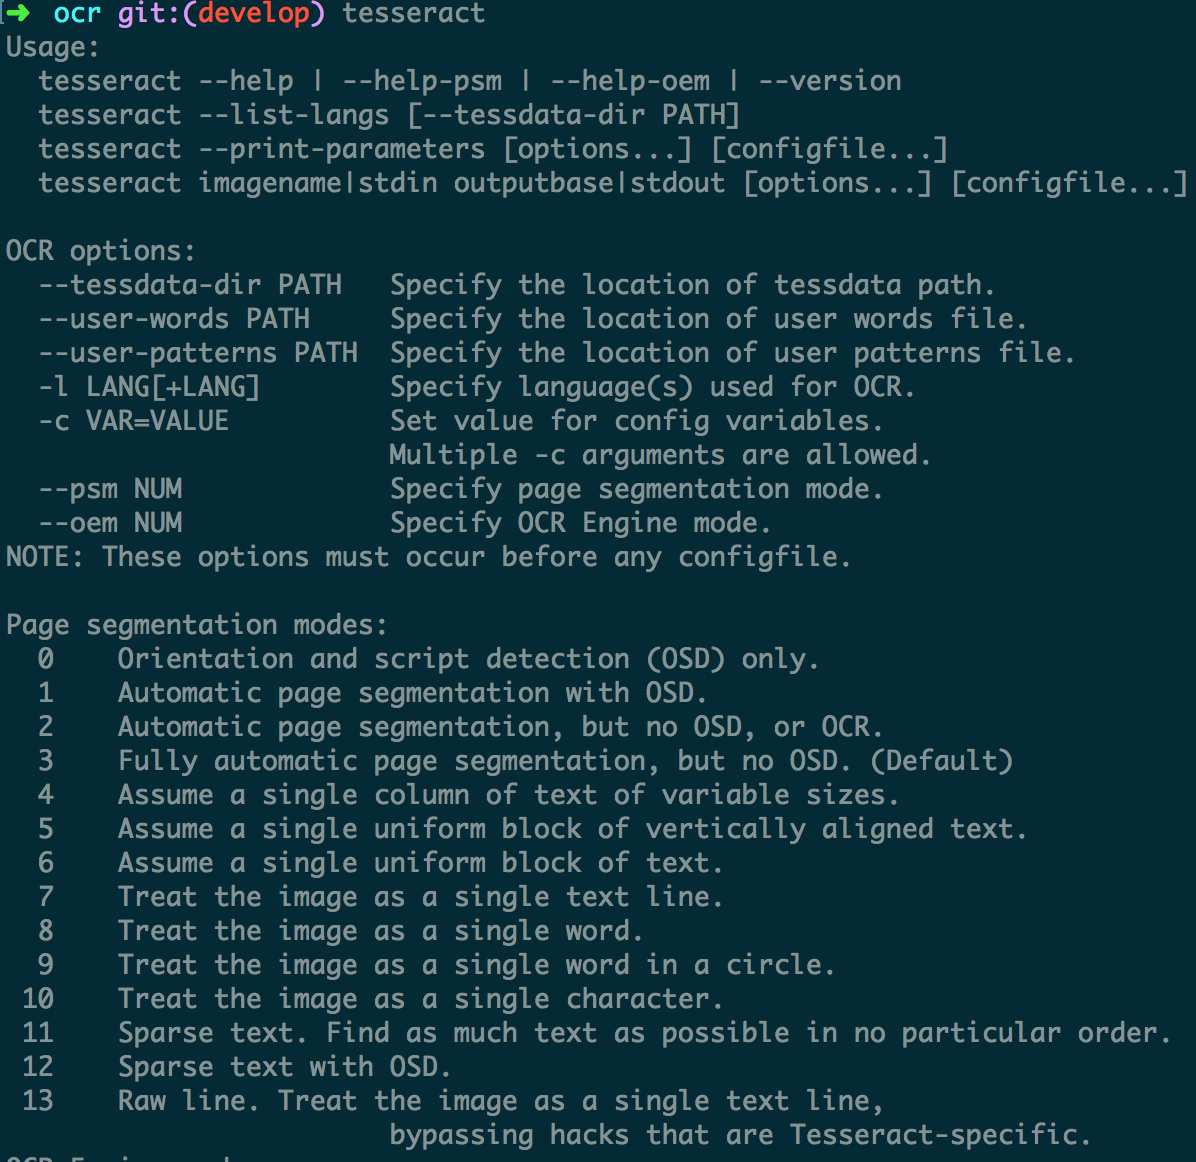 ➜ ocr git:(develop) tesseract
Usage:
  tesseract --help | --help-psm | --help-oem | --version
  tesseract --list-langs [--tessdata-dir PATH]
  tesseract --print-parameters [options...] [configfile...]
  tesseract imagename|stdin outputbase|stdout [options...] [configfile...]

OCR options:
  --tessdata-dir PATH   Specify the location of tessdata path.
  --user-words PATH     Specify the location of user words file.
  --user-patterns PATH  Specify the location of user patterns file.
  -l LANG[+LANG]        Specify language(s) used for OCR.
  -c VAR=VALUE          Set value for config variables.
                        Multiple -c arguments are allowed.
  --psm NUM             Specify page segmentation mode.
  --oem NUM             Specify OCR Engine mode.
NOTE: These options must occur before any configfile.

Page segmentation modes:
  0    Orientation and script detection (OSD) only.
  1    Automatic page segmentation with OSD.
  2    Automatic page segmentation, but no OSD, or OCR.
  3    Fully automatic page segmentation, but no OSD. (Default)
  4    Assume a single column of text of variable sizes.
  5    Assume a single uniform block of vertically aligned text.
  6    Assume a single uniform block of text.
  7    Treat the image as a single text line.
  8    Treat the image as a single word.
  9    Treat the image as a single word in a circle.
 10    Treat the image as a single character.
 11    Sparse text. Find as much text as possible in no particular order.
 12    Sparse text with OSD.
 13    Raw line. Treat the image as a single text line,
                        bypassing hacks that are Tesseract-specific.